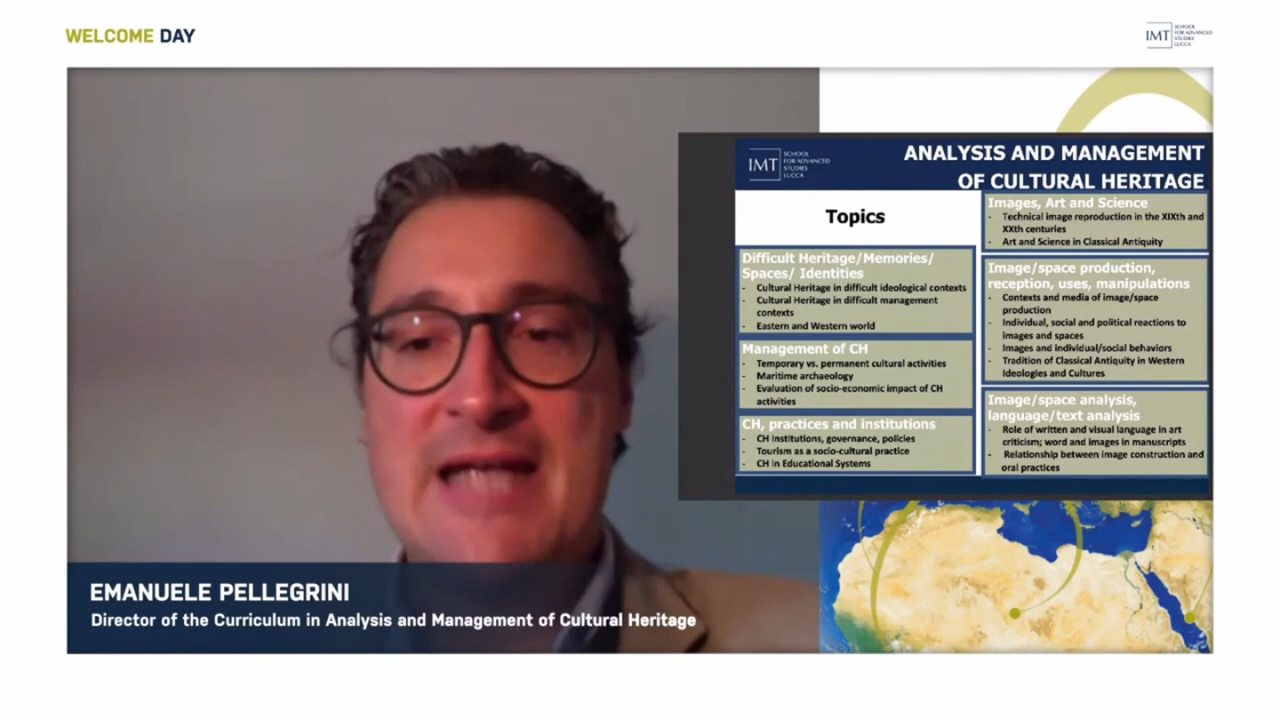 WELCOME DAY
IMT
SCHOOL
FOR ADVANCED
STUDIES
LUCCA
IMT
SCHOOL
FOR ADVANCED
STUDIES
LUCCA
ANALYSIS AND MANAGEMENT
OF CULTURAL HERITAGE
Topics
Difficult Heritage/Memories/
Spaces/ Identities
- Cultural Heritage in difficult ideological contexts
- Cultural Heritage in difficult management
contexts
- Eastern and Western world
Management of CH
- Temporary vs. permanent cultural activities
- Maritime archaeology
- Evaluation of socio-economic impact of CH
activities
CH, practices and institutions
- CH Institutions, governance, policies
- Tourism as a socio-cultural practice
- CH in Educational Systems
Images, Art and Science
- Technical image reproduction in the XIXth and
XXth centuries
- Art and Science in Classical Antiquity
Image/space production,
reception, uses, manipulations
- Contexts and media of image/space
production
- Individual, social and political reactions to
images and spaces
- Images and individual/social behaviors
- Tradition of Classical Antiquity in Western
Ideologies and Cultures
Image/space analysis,
language/text analysis
- Role of written and visual language in art
criticism; word and images in manuscripts
- Relationship between image construction and
oral practices
EMANUELE PELLEGRINI
Director of the Curriculum in Analysis and Management of Cultural Heritage